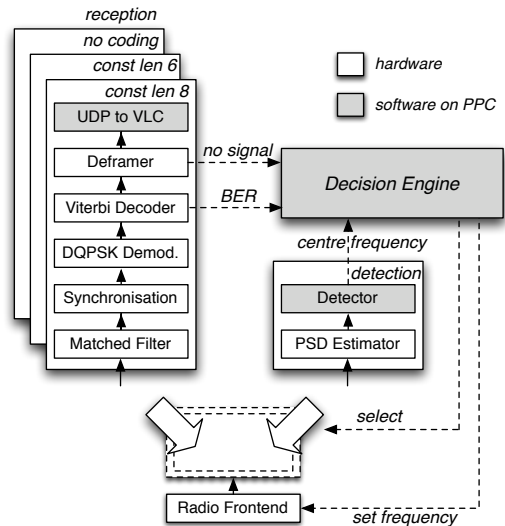 reception
no coding
const len 6
const len 8
UDP to VLC
Deframer
Viterbi Decoder
DQPSK Demod.
Synchronisation
Matched Filter
hardware
software on PPC
no signal
BER
Decision Engine
centre frequency
detection
Detector
PSD Estimator
select
Radio Frontend
set frequency